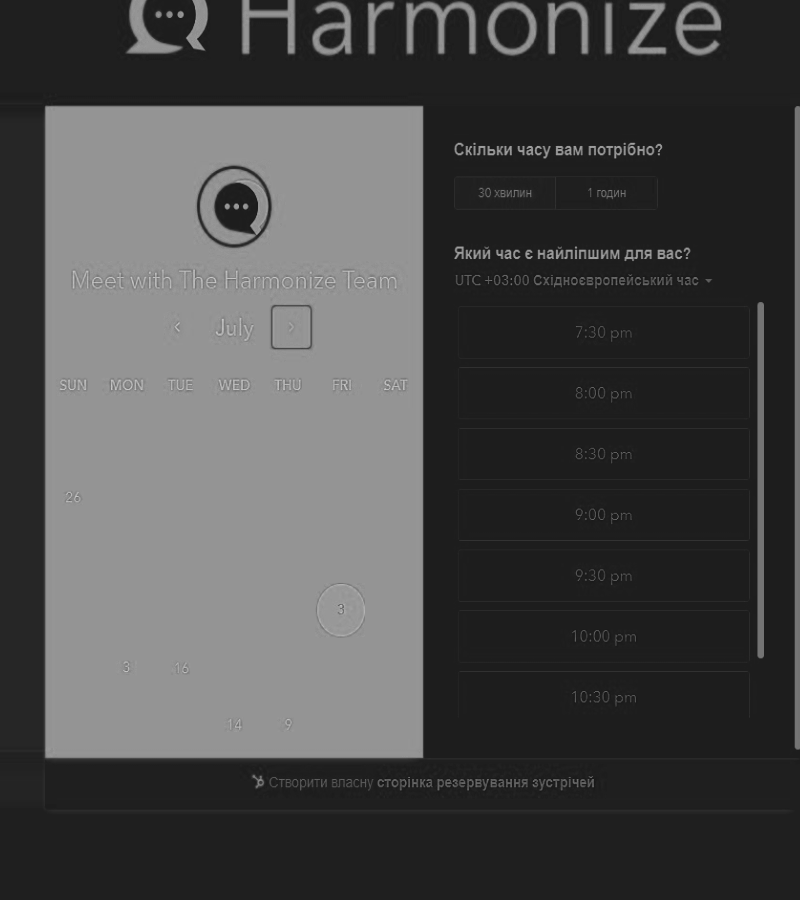 Harmonize
Meet with The Harmonize Team
July
SUN MON TUE WED THU FRI SAT
26
3
3 16
14 9
Скільки часу вам потрібно?
30 хвилин 1 годин
Який час є найліпшим для вас?
UTC +03:00 Східноєвропейський час
7:30 pm
8:00 pm
8:30 pm
9:00 pm
9:30 pm
10:00 pm
10:30 pm
Створити власну сторінка резервування зустрічей